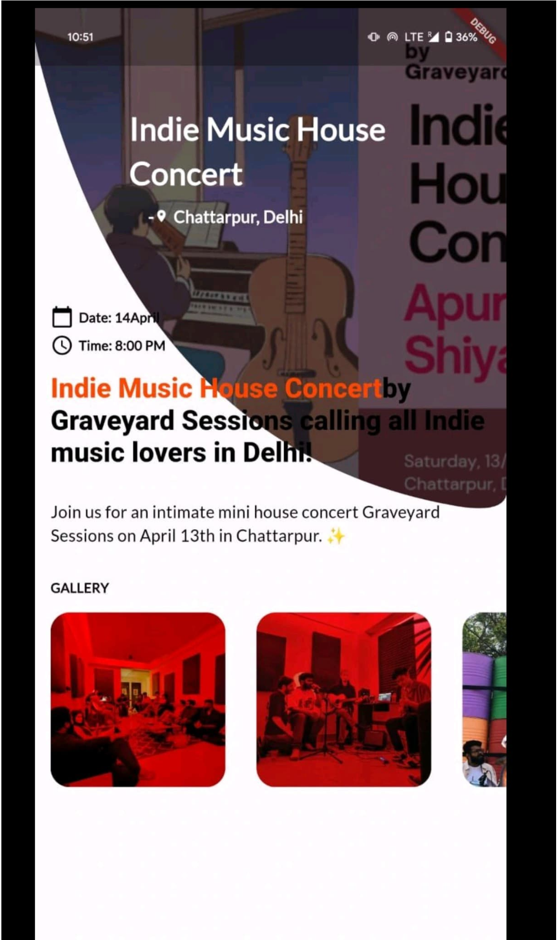 10:51
LTE R 36%
DEBUG
by
Graveyard
Indie Music House
Concert
- Chattarpur, Delhi
Indie
Hou
Con
Apur
Shiya
Saturday, 13/
Chattarpur, D
Date: 14April
Time: 8:00 PM
Indie Music House Concertby
Graveyard Sessions calling all Indie
music lovers in Delhi!
Join us for an intimate mini house concert Graveyard
Sessions on April 13th in Chattarpur. ✨
GALLERY